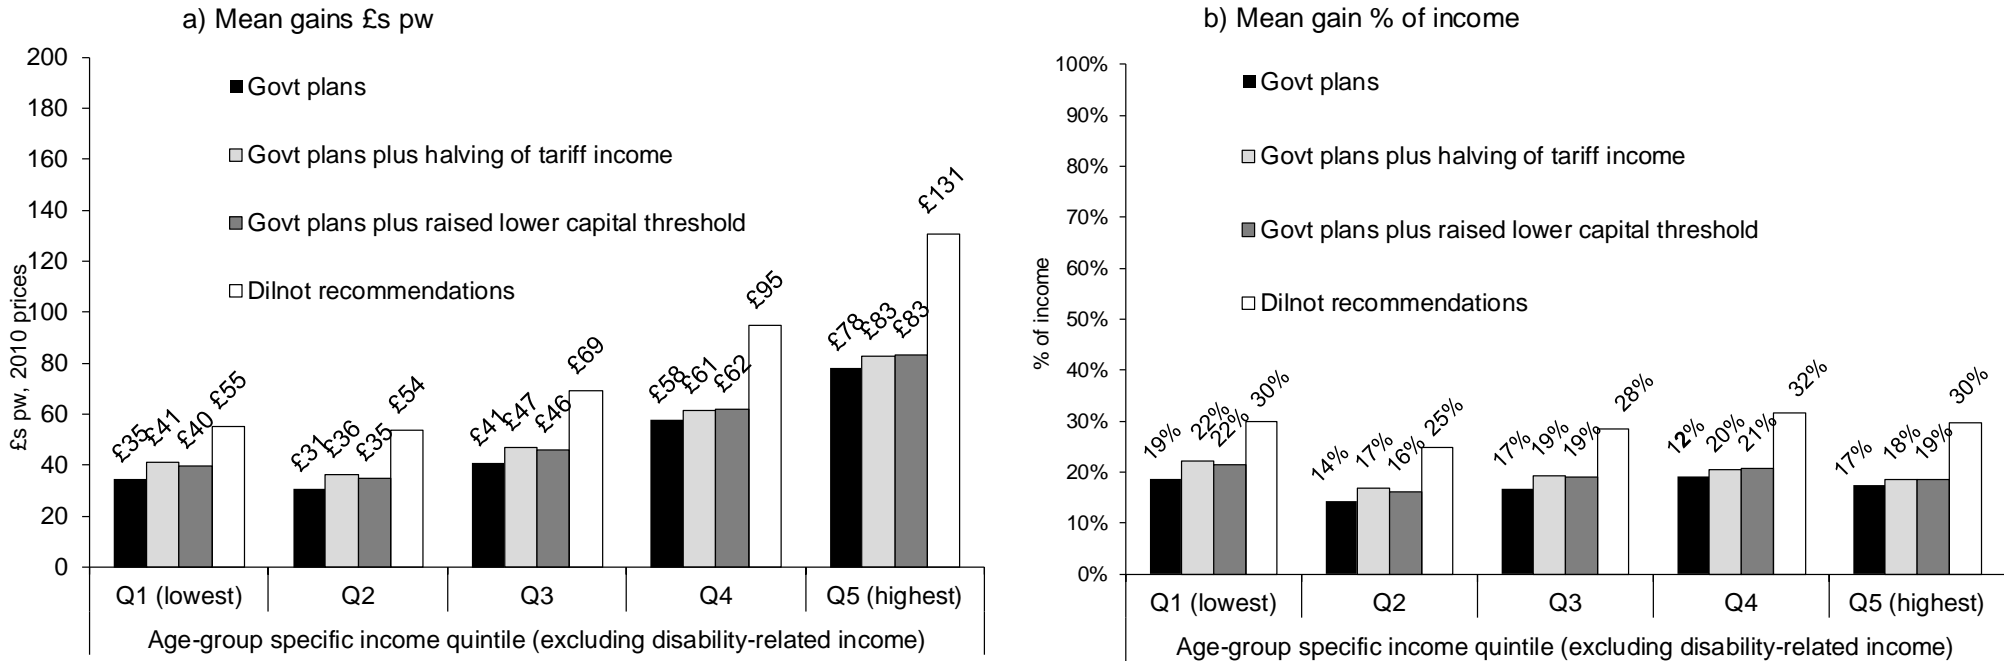 a) Mean gains £s pw
200
180
160
140
120
100
80
60
40
20
0
£s pw, 2010 prices
Govt plans
Govt plans plus halving of tariff income
Govt plans plus raised lower capital threshold
Dilnot recommendations
£35 £41 £40 £55
£31 £36 £35 £54
£41 £47 £46 £69
£58 £61 £62 £95
£78 £83 £83 £131
Q1 (lowest) Q2 Q3 Q4 Q5 (highest)
Age-group specific income quintile (excluding disability-related income)
b) Mean gain % of income
100%
90%
80%
70%
60%
50%
40%
30%
20%
10%
0%
% of income
Govt plans
Govt plans plus halving of tariff income
Govt plans plus raised lower capital threshold
Dilnot recommendations
19% 22% 22% 30%
14% 17% 16% 25%
17% 19% 19% 28%
12% 20% 21% 32%
17% 18% 19% 30%
Q1 (lowest) Q2 Q3 Q4 Q5 (highest)
Age-group specific income quintile (excluding disability-related income)